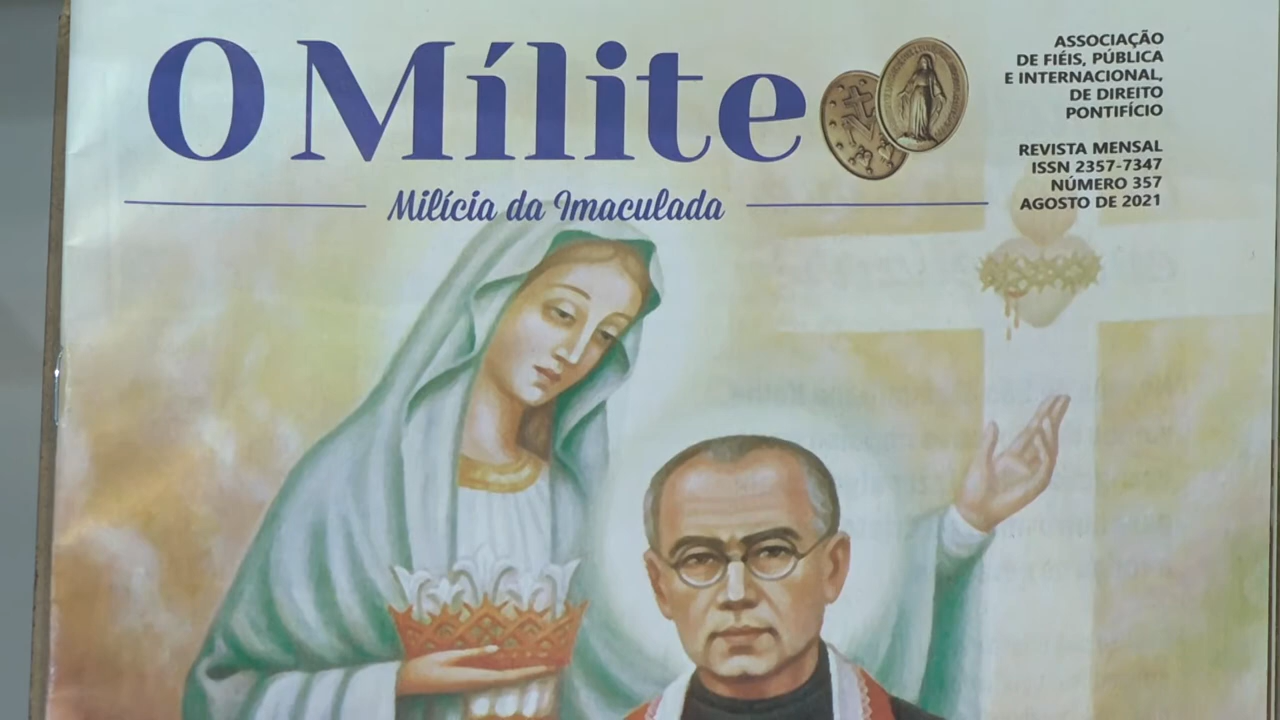 O Mílite
Milícia da Imaculada
ASSOCIAÇÃO
DE FIÉIS, PÚBLICA
E INTERNACIONAL,
DE DIREITO
PONTIFÍCIO
REVISTA MENSAL
ISSN 2357-7347
NÚMERO 357
AGOSTO DE 2021